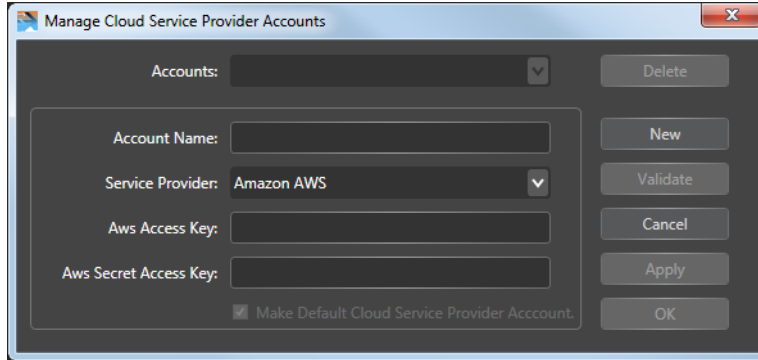 Manage Cloud Service Provider Accounts
Accounts:
Delete
Account Name:
New
Service Provider: Amazon AWS
Validate
Aws Access Key:
Cancel
Aws Secret Access Key:
Apply
Make Default Cloud Service Provider Acccount.
OK